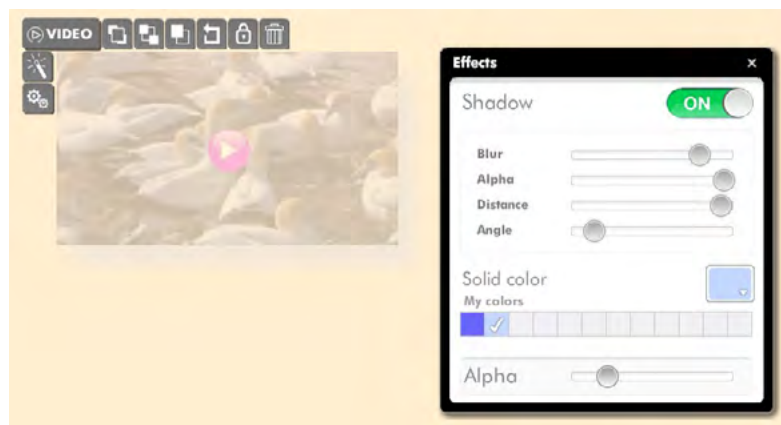 VIDEO
Effects
Shadow
ON
Blur
Alpha
Distance
Angle
Solid color
My colors
Alpha